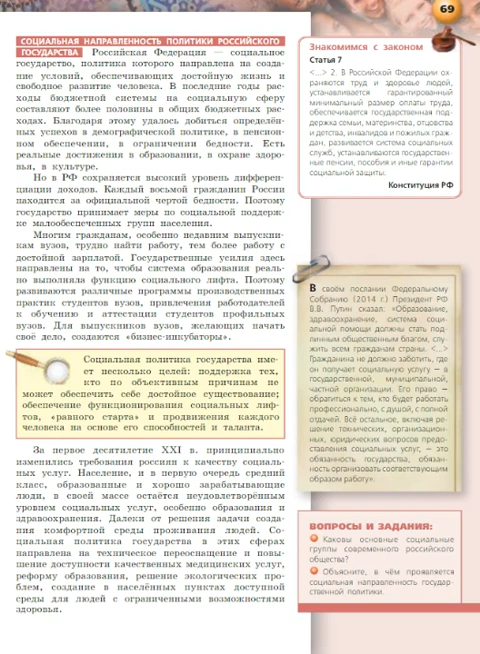 69
СОЦИАЛЬНАЯ НАПРАВЛЕННОСТЬ ПОЛИТИКИ РОССИЙСКОГО
ГОСУДАРСТВА Российская Федерация — социальное
государство, политика которого направлена на созда-
ние условий, обеспечивающих достойную жизнь и
свободное развитие человека. В последние годы рас-
ходы бюджетной системы на социальную сферу
составляют более половины в общих бюджетных рас-
ходах. Благодаря этому удалось добиться определён-
ных успехов в демографической политике, в пенсион-
ном обеспечении, в ограничении бедности. Есть
реальные достижения в образовании, в охране здоро-
вья, в культуре.
Но в РФ сохраняется высокий уровень дифферен-
циации доходов. Каждый восьмой гражданин России
находится за официальной чертой бедности. Поэтому
государство принимает меры по социальной поддерж-
ке малообеспеченных групп населения.
Многим гражданам, особенно недавним выпускни-
кам вузов, трудно найти работу, тем более работу с
достойной зарплатой. Государственные усилия здесь
направлены на то, чтобы система образования реаль-
но выполняла функцию социального лифта. Поэтому
развиваются различные программы производственных
практик студентов вузов, привлечения работодателей
к обучению и аттестации студентов профильных
вузов. Для выпускников вузов, желающих начать
своё дело, создаются «бизнес-инкубаторы».
Социальная политика государства име-
ет несколько целей: поддержка тех,
кто по объективным причинам не
может обеспечить себе достойное существование;
обеспечение функционирования социальных лиф-
тов, «равного старта» и продвижения каждого
человека на основе его способностей и таланта.
За первое десятилетие XXI в. принципиально
изменились требования россиян к качеству социаль-
ных услуг. Население, и в первую очередь средний
класс, образованные и хорошо зарабатывающие
люди, в своей массе остаётся неудовлетворённым
уровнем социальных услуг, особенно образования и
здравоохранения. Далеки от решения задачи созда-
ния комфортной среды проживания людей. Со-
циальная политика государства в этих сферах
направлена на техническое переоснащение и повы-
шение доступности качественных медицинских услуг,
реформу образования, решение экологических про-
блем, создание в населённых пунктах доступной
среды для людей с ограниченными возможностями
здоровья.
Знакомимся с законом
Статья 7
<...> 2. В Российской Федерации ох-
раняются труд и здоровье людей,
устанавливается гарантированный
минимальный размер оплаты труда,
обеспечивается государственная под-
держка семьи, материнства, отцовства
и детства, инвалидов и пожилых граж-
дан, развивается система социальных
служб, устанавливаются государствен-
ные пенсии, пособия и иные гарантии
социальной защиты.
Конституция РФ
В своём послании Федеральному
Собранию (2014 г.) Президент РФ
В.В. Путин сказал: «Образование,
здравоохранение, система соци-
альной помощи должны стать под-
линным общественным благом, слу-
жить всем гражданам страны. <...>
Гражданина не должно заботить, где
он получает социальную услугу — в
государственной, муниципальной,
частной организации. Его право —
обратиться к тем, кто будет работать
профессионально, с душой, с полной
отдачей. Всё остальное, включая ре-
шение технических, организацион-
ных, юридических вопросов предо-
ставления социальных услуг, — это
обязанность государства, обязан-
ность организовать соответствующим
образом работу».
ВОПРОСЫ И ЗАДАНИЯ:
Каковы основные социальные
группы современного российского
общества?
Объясните, в чём проявляется
социальная направленность государ-
ственной политики.